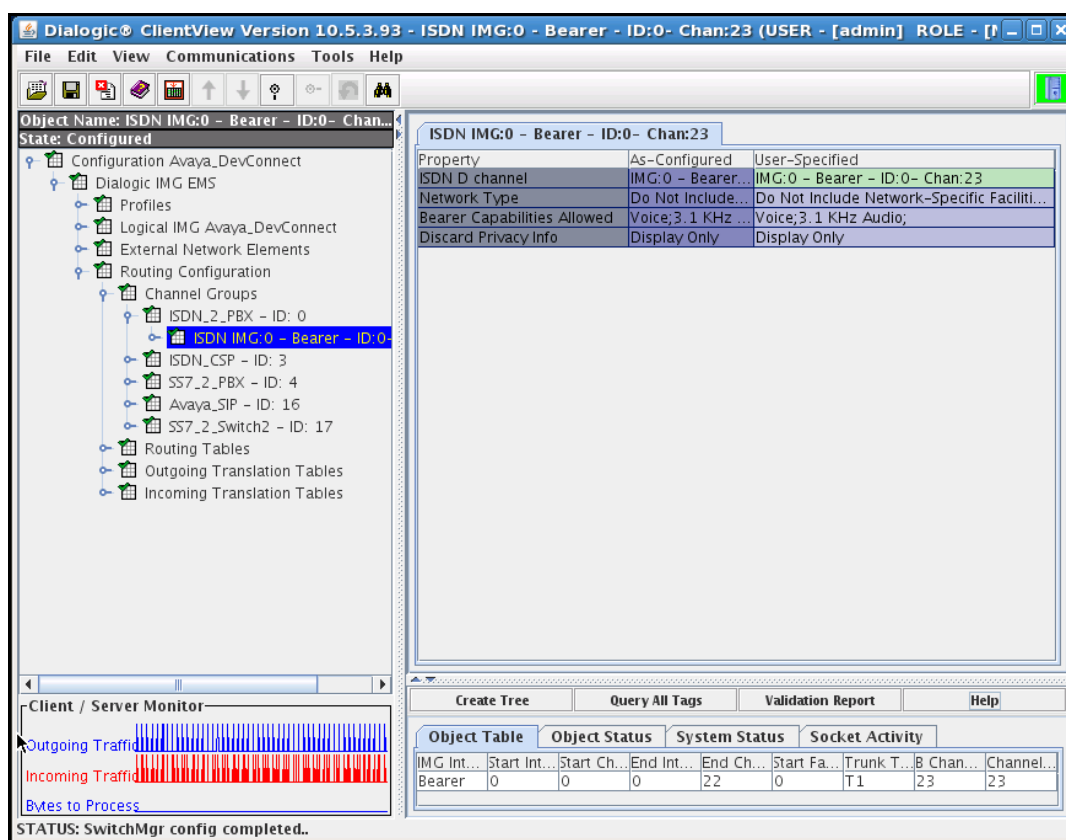 Dialogic® ClientView Version 10.5.3.93 - ISDN IMG:0 - Bearer - ID:0- Chan:23 (USER - [admin] ROLE - [
File Edit View Communications Tools Help
Object Name: ISDN IMG:0 - Bearer - ID:0- Chan...
State: Configured
Configuration Avaya_DevConnect
Dialogic IMG EMS
Profiles
Logical IMG Avaya_DevConnect
External Network Elements
Routing Configuration
Channel Groups
ISDN_2_PBX - ID: 0
ISDN IMG:0 - Bearer - ID:0-
ISDN_CSP - ID: 3
SS7_2_PBX - ID: 4
Avaya_SIP - ID: 16
SS7_2_Switch2 - ID: 17
Routing Tables
Outgoing Translation Tables
Incoming Translation Tables
Client / Server Monitor
Outgoing Traffic
Incoming Traffic
Bytes to Process
ISDN IMG:0 - Bearer - ID:0- Chan:23
Property As-Configured User-Specified
ISDN D channel IMG:0 - Bearer... IMG:0 - Bearer - ID:0- Chan:23
Network Type Do Not Include... Do Not Include Network-Specific Faciliti...
Bearer Capabilities Allowed Voice;3.1 KHz ... Voice;3.1 KHz Audio;
Discard Privacy Info Display Only Display Only
Create Tree Query All Tags Validation Report Help
Object Table Object Status System Status Socket Activity
IMG Int... Start Int... Start Ch... End Int... End Ch... Start Fa... Trunk T... B Chan... Channel...
Bearer 0 0 0 22 0 T1 23 23
STATUS: SwitchMgr config completed..